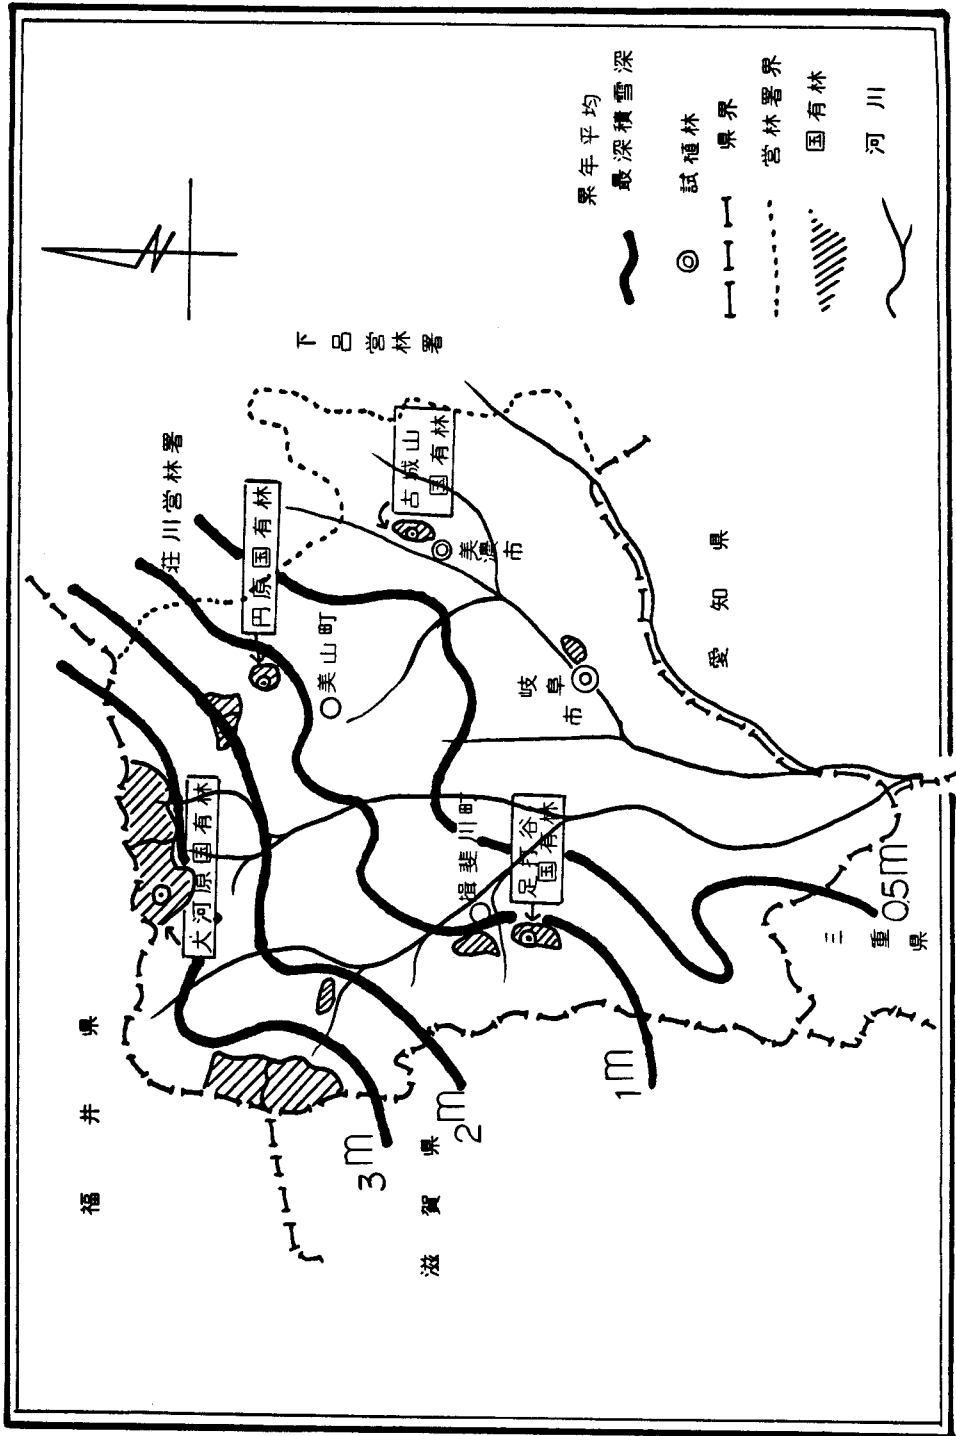 累年平均
最深積雪深
試植林
県界
営林署界
国有林
河川
下呂営林署
荘川営林署
円原国有林
古城山
国有林
美濃
市
美山町
岐阜
市
愛知県
大河原国有林
揖斐川町
足打谷
国有林
三重県
0.5m
1m
2m
3m
福井県
滋賀県